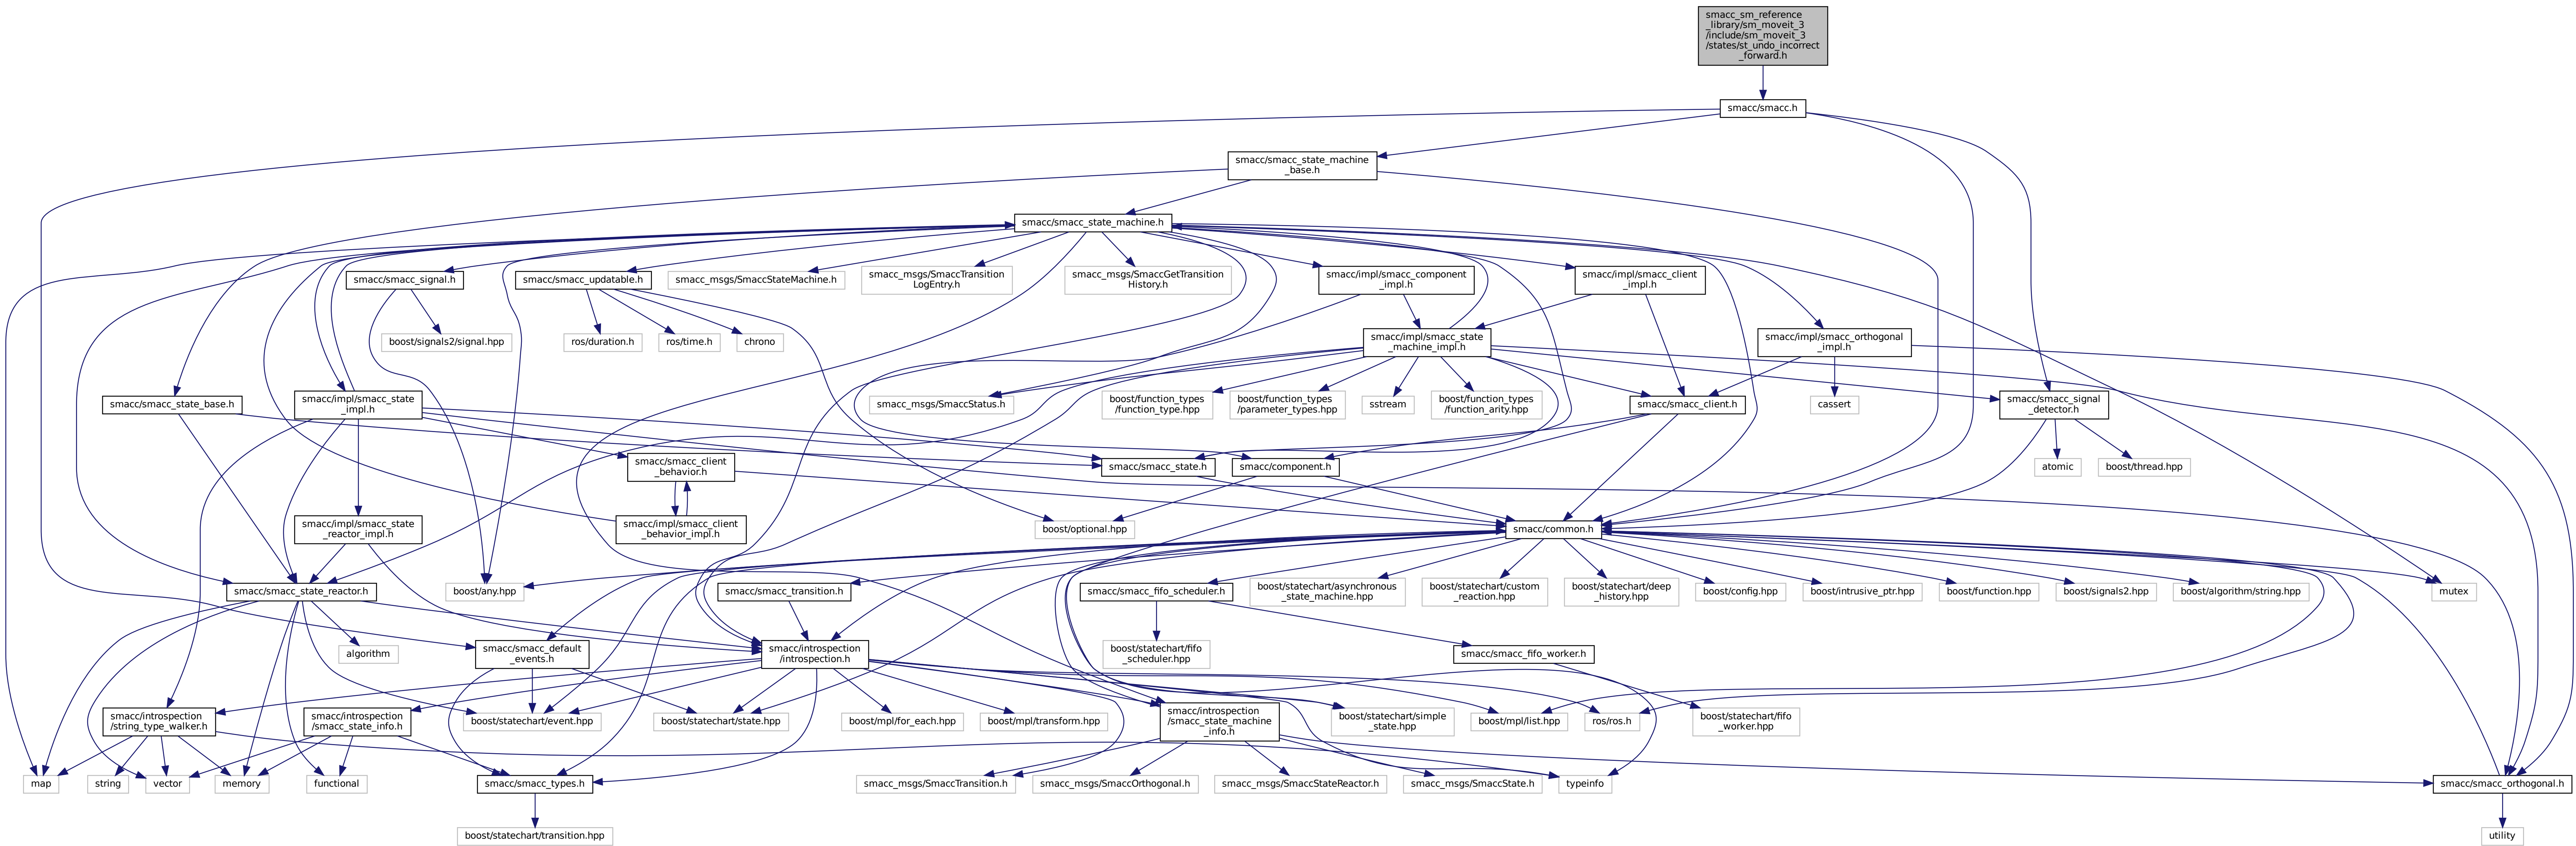 smacc_sm_reference
_library/sm_moveit_3
/include/sm_moveit_3
/states/st_undo_incorrect
_forward.h
smacc/smacc.h
smacc/smacc_state_machine
_base.h
smacc/smacc_state_machine.h
smacc/smacc_signal.h
smacc/smacc_updatable.h
smacc_msgs/SmaccStateMachine.h
smacc_msgs/SmaccTransition
LogEntry.h
smacc_msgs/SmaccGetTransition
History.h
smacc/impl/smacc_component
_impl.h
smacc/impl/smacc_client
_impl.h
boost/signals2/signal.hpp
ros/duration.h
ros/time.h
chrono
smacc/impl/smacc_state
_machine_impl.h
smacc/impl/smacc_orthogonal
_impl.h
smacc/smacc_state_base.h
smacc/impl/smacc_state
_impl.h
smacc_msgs/SmaccStatus.h
boost/function_types
/function_type.hpp
boost/function_types
/parameter_types.hpp
sstream
boost/function_types
/function_arity.hpp
smacc/smacc_client.h
cassert
smacc/smacc_signal
_detector.h
smacc/smacc_client
_behavior.h
smacc/smacc_state.h
smacc/component.h
atomic
boost/thread.hpp
smacc/impl/smacc_state
_reactor_impl.h
smacc/impl/smacc_client
_behavior_impl.h
boost/optional.hpp
smacc/common.h
smacc/smacc_state_reactor.h
boost/any.hpp
smacc/smacc_transition.h
smacc/smacc_fifo_scheduler.h
boost/statechart/asynchronous
_state_machine.hpp
boost/statechart/custom
_reaction.hpp
boost/statechart/deep
_history.hpp
boost/config.hpp
boost/intrusive_ptr.hpp
boost/function.hpp
boost/signals2.hpp
boost/algorithm/string.hpp
mutex
algorithm
smacc/smacc_default
_events.h
smacc/introspection
/introspection.h
boost/statechart/fifo
_scheduler.hpp
smacc/smacc_fifo_worker.h
smacc/introspection
/string_type_walker.h
smacc/introspection
/smacc_state_info.h
boost/statechart/event.hpp
boost/statechart/state.hpp
boost/mpl/for_each.hpp
boost/mpl/transform.hpp
smacc/introspection
/smacc_state_machine
_info.h
boost/statechart/simple
_state.hpp
boost/mpl/list.hpp
ros/ros.h
boost/statechart/fifo
_worker.hpp
map
string
vector
memory
functional
smacc/smacc_types.h
smacc_msgs/SmaccTransition.h
smacc_msgs/SmaccOrthogonal.h
smacc_msgs/SmaccStateReactor.h
smacc_msgs/SmaccState.h
typeinfo
smacc/smacc_orthogonal.h
boost/statechart/transition.hpp
utility